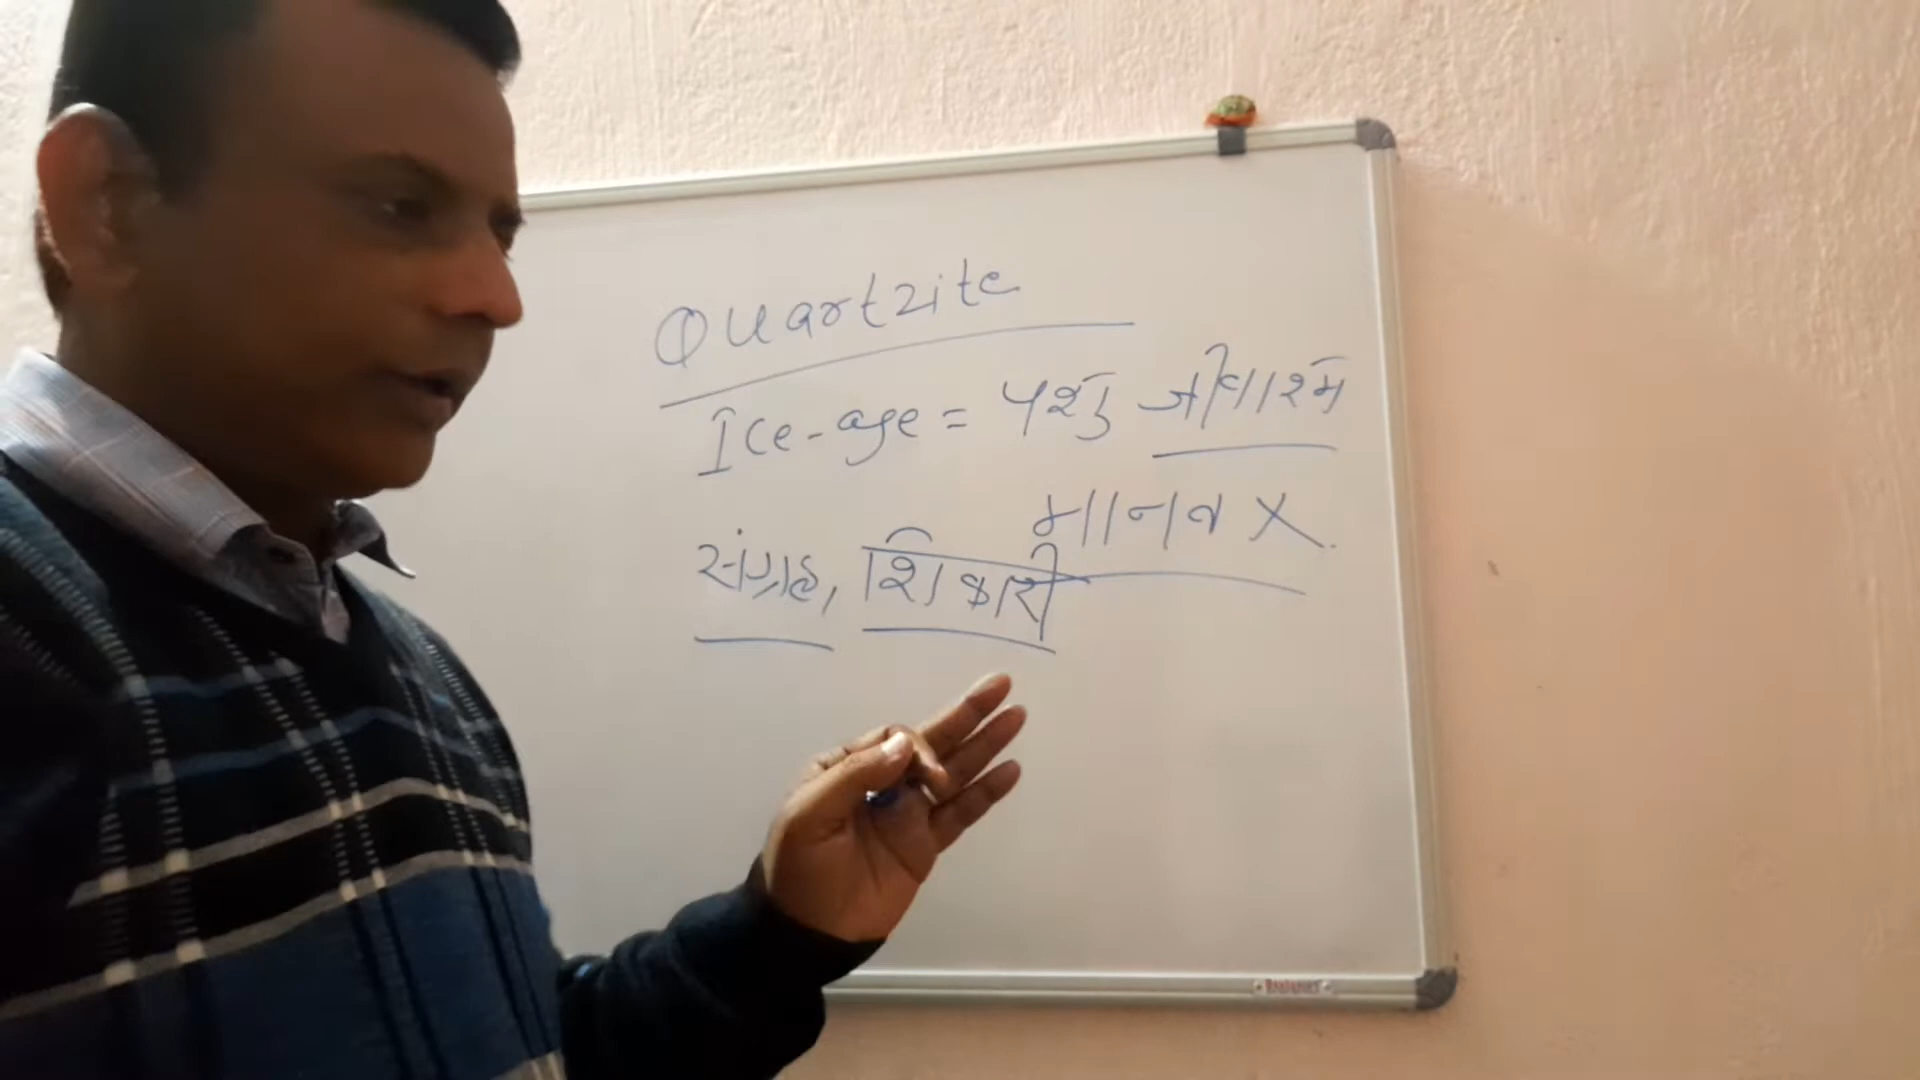 Quartzite
Ice-age = पशु जीवाश्म
मानव X
संग्रह, शिकारी